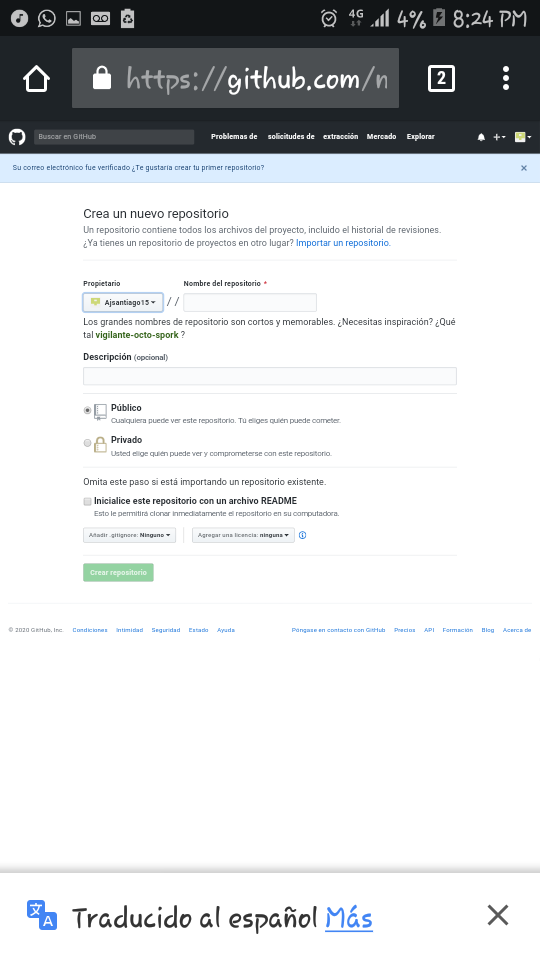 4G 4% 8:24 PM
https://github.com/n
2
Buscar en GitHub Problemas de solicitudes de extracción Mercado Explorar
Su correo electrónico fue verificado ¿Te gustaría crear tu primer repositorio?
Crea un nuevo repositorio
Un repositorio contiene todos los archivos del proyecto, incluido el historial de revisiones.
¿Ya tienes un repositorio de proyectos en otro lugar? Importar un repositorio.
Propietario Nombre del repositorio *
Ajsantiago15 / /
Los grandes nombres de repositorio son cortos y memorables. ¿Necesitas inspiración? ¿Qué
tal vigilante-octo-spork ?
Descripción (opcional)
Público
Cualquiera puede ver este repositorio. Tú eliges quién puede cometer.
Privado
Usted elige quién puede ver y comprometerse con este repositorio.
Omita este paso si está importando un repositorio existente.
Inicialice este repositorio con un archivo README
Esto le permitirá clonar inmediatamente el repositorio en su computadora.
Añadir .gitignore: Ninguno Agregar una licencia: ninguna
Crear repositorio
© 2020 GitHub, Inc. Condiciones Intimidad Seguridad Estado Ayuda Póngase en contacto con GitHub Precios API Formación Blog Acerca de
Traducido al español Más